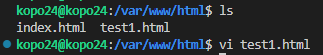 kopo24@kopo24:/var/www/html$ ls
index.html  test1.html
kopo24@kopo24:/var/www/html$ vi test1.html